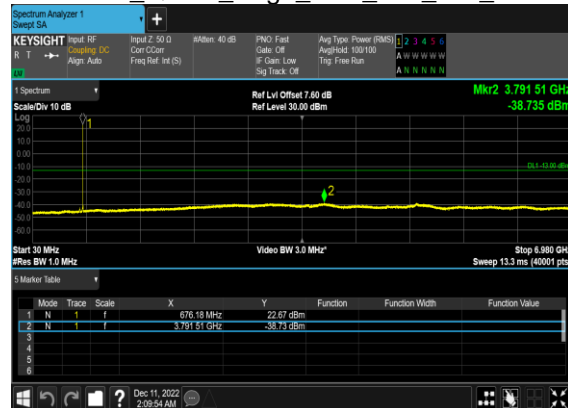 Spectrum Analyzer 1
Swept SA
+
KEYSIGHT
R T
LW
Input: RF
Coupling: DC
Align: Auto
Input Z: 50 Ω
Corr CCorr
Freq Ref: Int (S)
#Atten: 40 dB
PNO: Fast
Gate: Off
IF Gain: Low
Sig Track: Off
Avg Type: Power (RMS)
Avg|Hold: 100/100
Trig: Free Run
1 2 3 4 5 6
A W W W W W
A N N N N N
1 Spectrum
Scale/Div 10 dB
Log
Ref Lvl Offset 7.60 dB
Ref Level 30.00 dBm
Mkr2 3.791 51 GHz
-38.735 dBm
1
20.0
10.0
0.00
-10.0
DL1 -13.00 dBm
-20.0
-30.0
2
-40.0
-50.0
-60.0
Start 30 MHz
#Res BW 1.0 MHz
Video BW 3.0 MHz*
Stop 6.980 GHz
Sweep 13.3 ms (40001 pts)
5 Marker Table
Mode Trace Scale X Y Function Function Width Function Value
1 N 1 f 676.18 MHz 22.67 dBm
2 N 1 f 3.791 51 GHz -38.73 dBm
3
4
5
6
?
Dec 11, 2022
2:09:54 AM